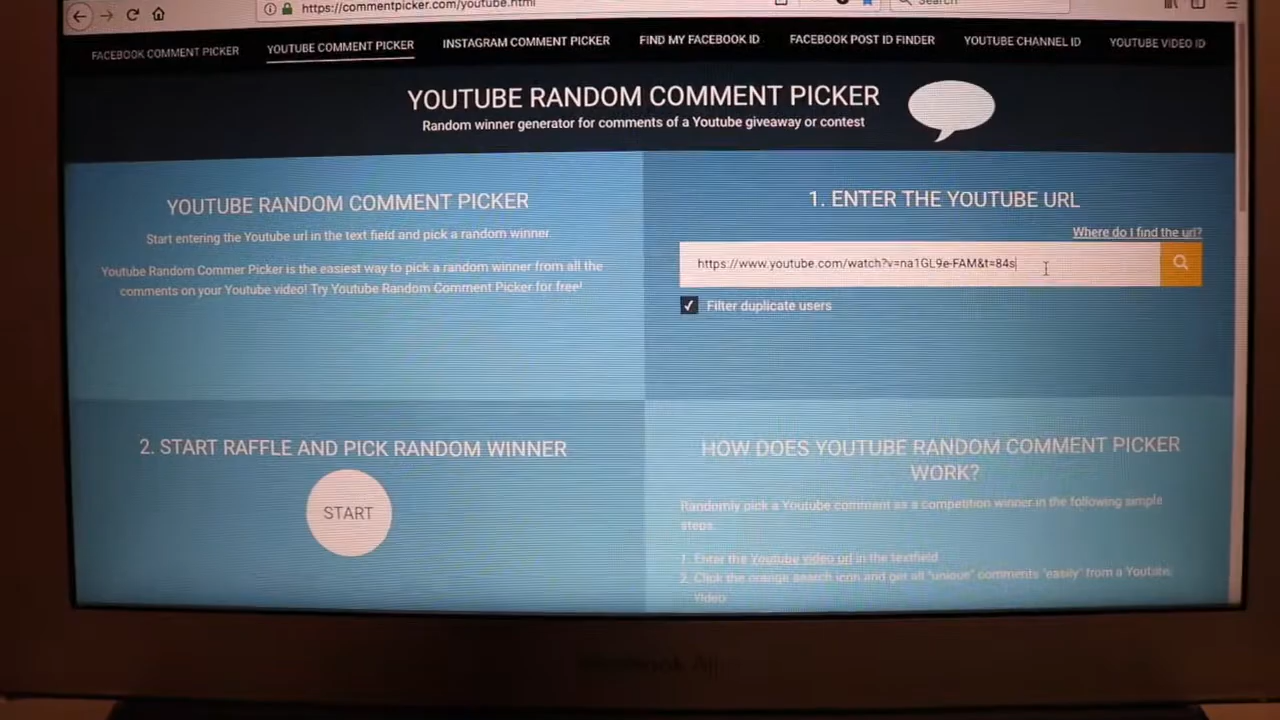 https://commentpicker.com/youtube.html
Search
FACEBOOK COMMENT PICKER
YOUTUBE COMMENT PICKER
INSTAGRAM COMMENT PICKER
FIND MY FACEBOOK ID
FACEBOOK POST ID FINDER
YOUTUBE CHANNEL ID
YOUTUBE VIDEO ID
YOUTUBE RANDOM COMMENT PICKER
Random winner generator for comments of a Youtube giveaway or contest
YOUTUBE RANDOM COMMENT PICKER
Start entering the Youtube url in the text field and pick a random winner.
Youtube Random Commer Picker is the easiest way to pick a random winner from all the
comments on your Youtube video! Try Youtube Random Comment Picker for free!
1. ENTER THE YOUTUBE URL
Where do I find the url?
https://www.youtube.com/watch?v=na1GL9e-FAM&t=84s
Filter duplicate users
2. START RAFFLE AND PICK RANDOM WINNER
START
HOW DOES YOUTUBE RANDOM COMMENT PICKER
WORK?
Randomly pick a Youtube comment as a competition winner in the following simple
steps.
1. Enter the Youtube video url in the textfield
2. Click the orange search icon and get all "unique" comments "easily" from a Youtube
Video
MacBook Air